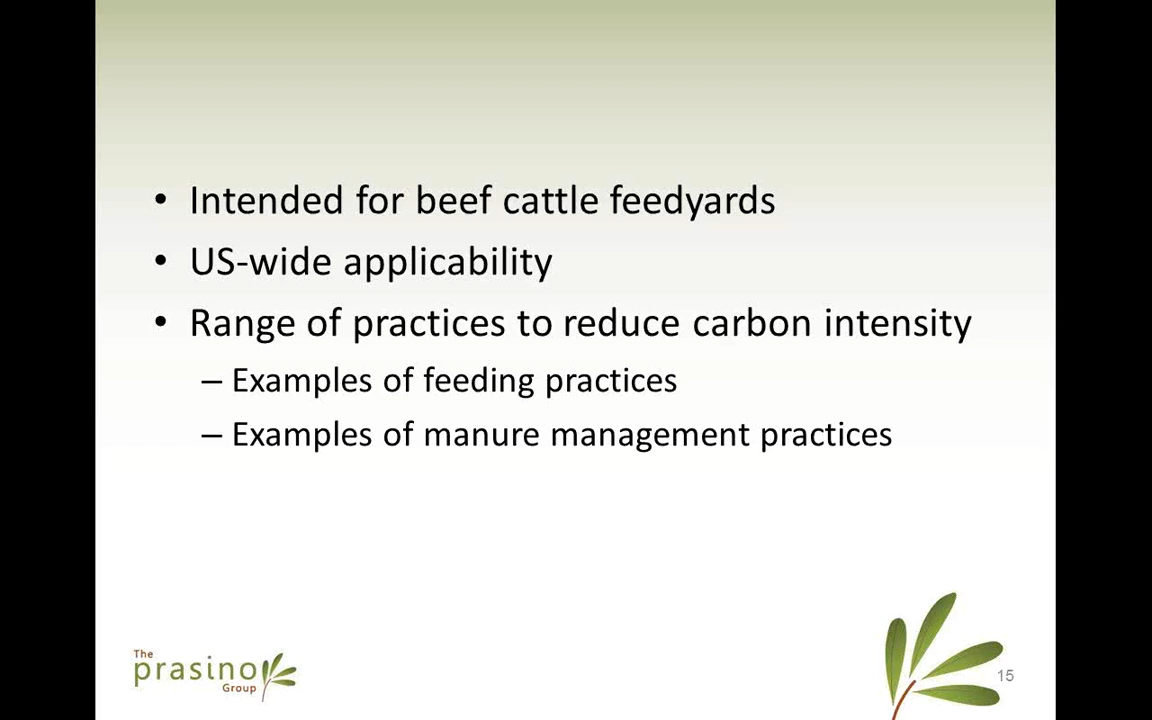 • Intended for beef cattle feedyards
• US-wide applicability
• Range of practices to reduce carbon intensity
– Examples of feeding practices
– Examples of manure management practices
The
prasino
Group
15